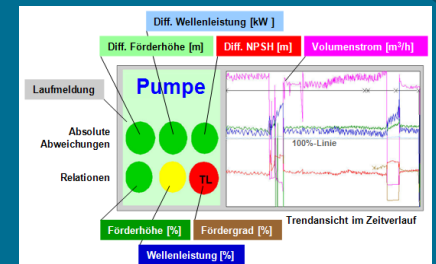 Diff. Wellenleistung [kW ]
Diff. Förderhöhe [m]
Diff. NPSH [m]
Volumenstrom [m³/h]
Laufmeldung
Pumpe
Absolute
Abweichungen
100%-Linie
Relationen
TL
Trendansicht im Zeitverlauf
Förderhöhe [%]
Fördergrad [%]
Wellenleistung [%]